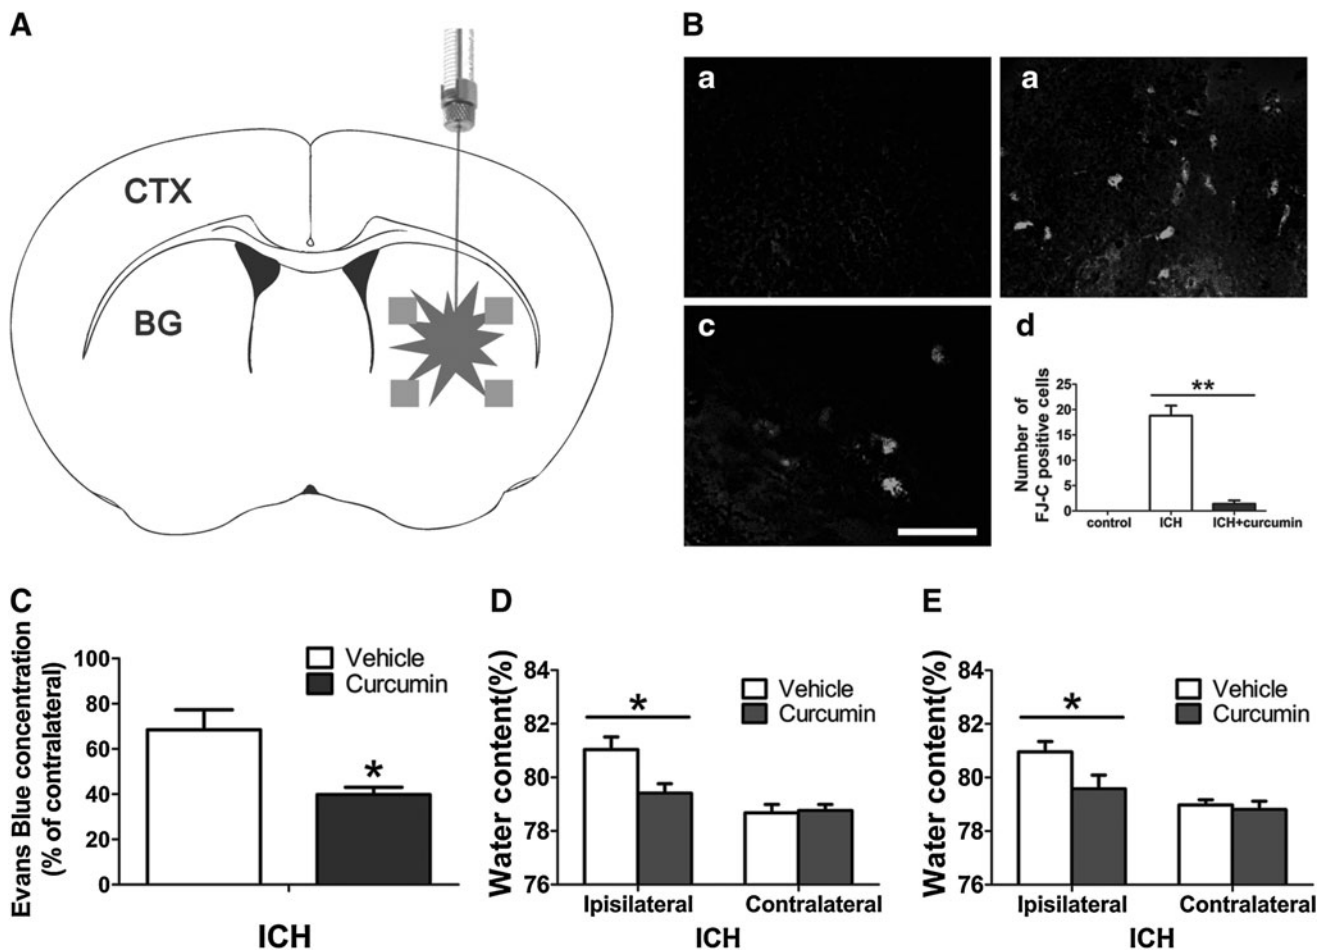 A
CTX
BG
B
a
a
c
d
Number of
FJ-C positive cells
25
20
15
10
5
0
**
control
ICH
ICH+curcumin
C
Evans Blue concentration
(% of contralateral)
100
80
60
40
20
0
Vehicle
Curcumin
*
ICH
D
Water content(%)
84
82
80
78
76
*
Vehicle
Curcumin
Ipisilateral
Contralateral
ICH
E
Water content(%)
84
82
80
78
76
*
Vehicle
Curcumin
Ipisilateral
Contralateral
ICH